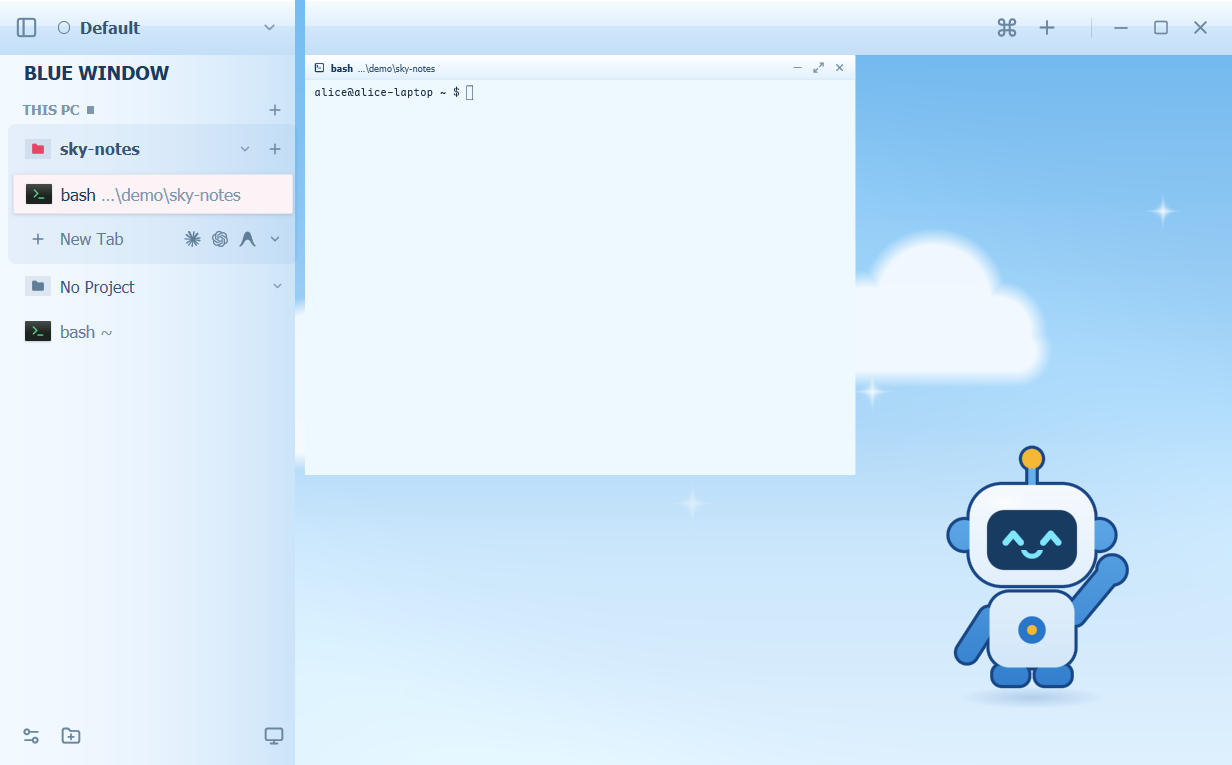 Default
BLUE WINDOW
THIS PC
sky-notes
bash ...\demo\sky-notes
New Tab
No Project
bash ~
bash ...\demo\sky-notes
alice@alice-laptop ~ $